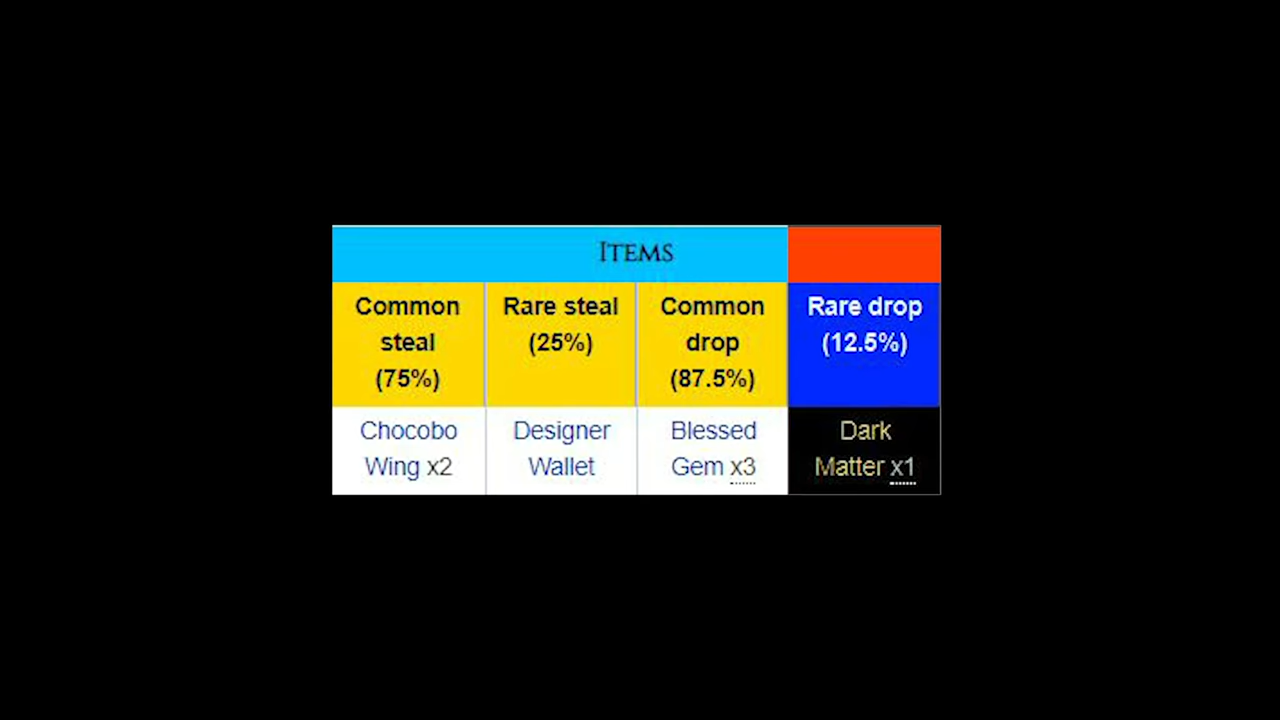 ITEMS
Common steal (75%)
Rare steal (25%)
Common drop (87.5%)
Rare drop (12.5%)
Chocobo Wing x2
Designer Wallet
Blessed Gem x3
Dark Matter x1